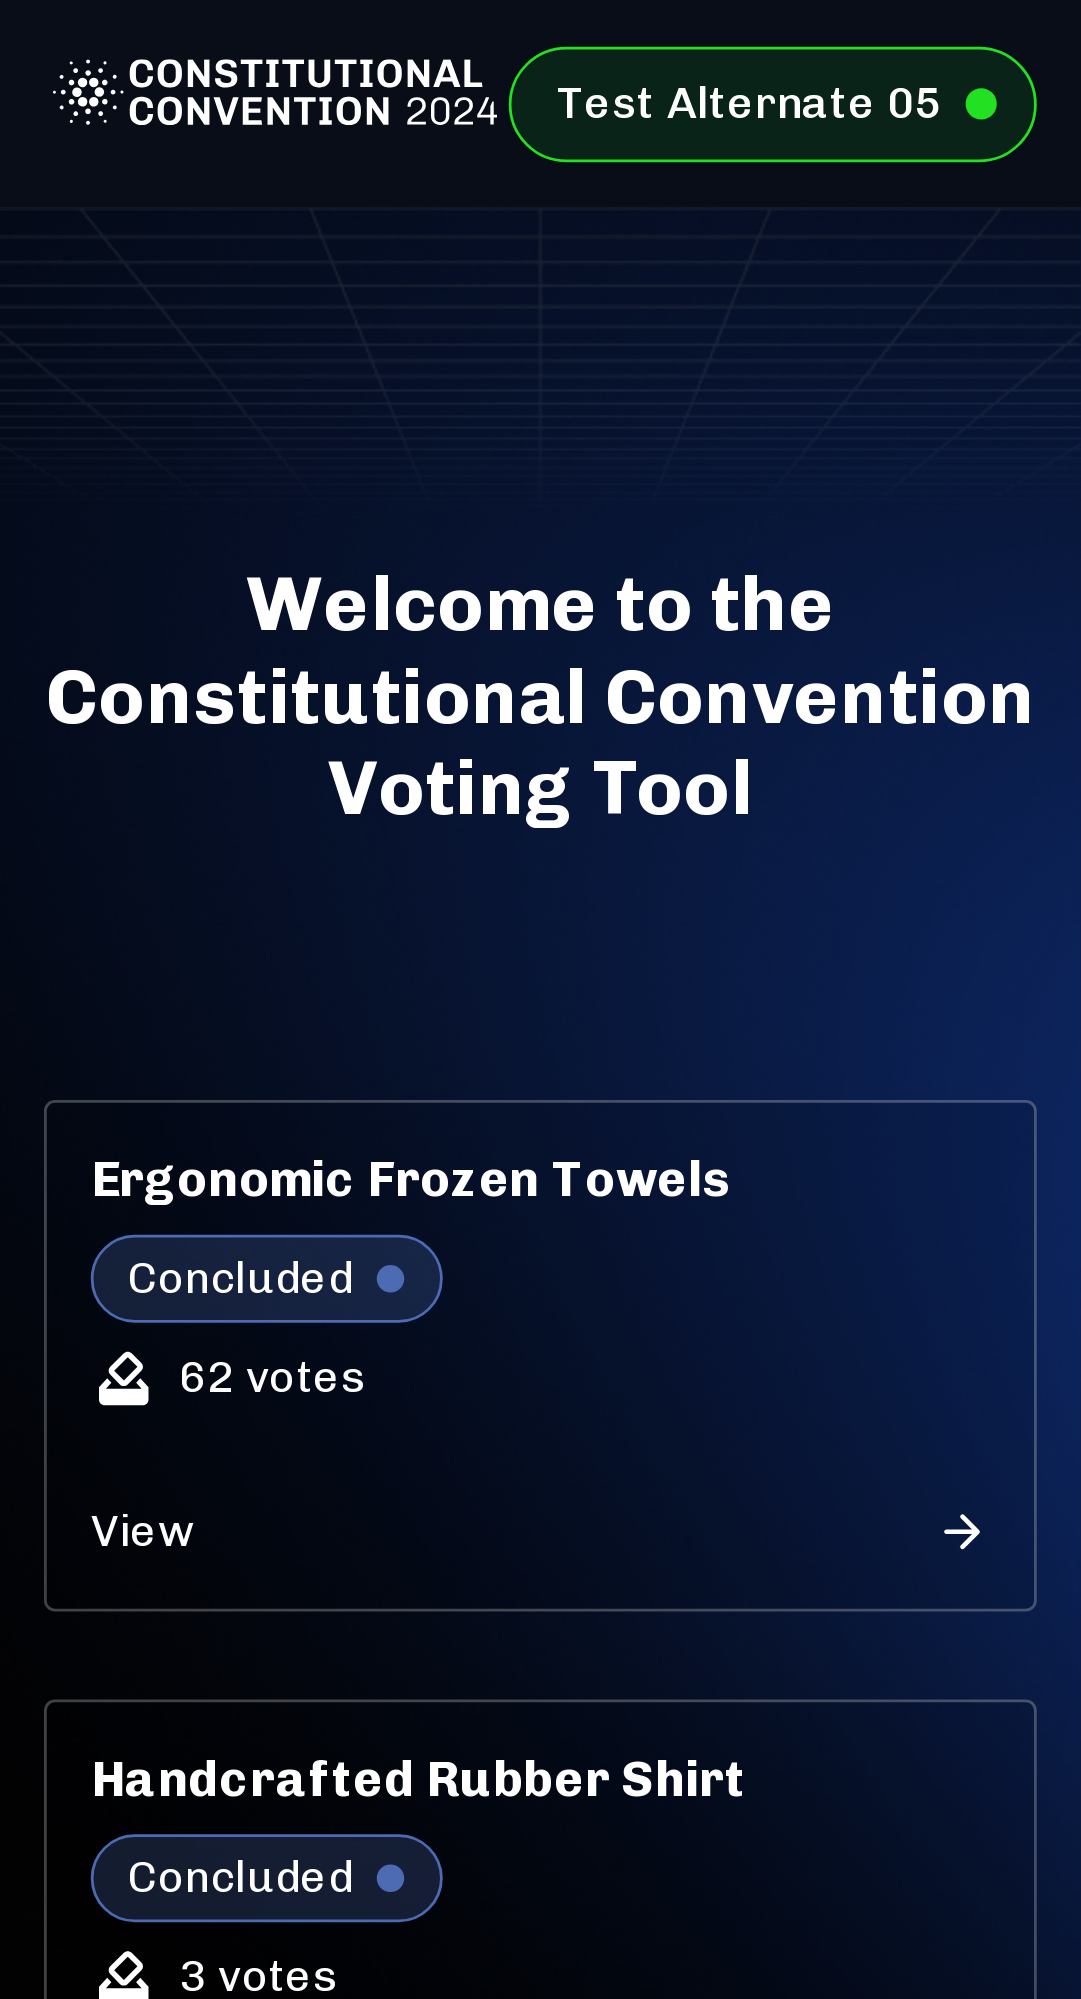 CONSTITUTIONAL
CONVENTION 2024
Test Alternate 05
Welcome to the
Constitutional Convention
Voting Tool
Ergonomic Frozen Towels
Concluded
62 votes
View
Handcrafted Rubber Shirt
Concluded
3 votes